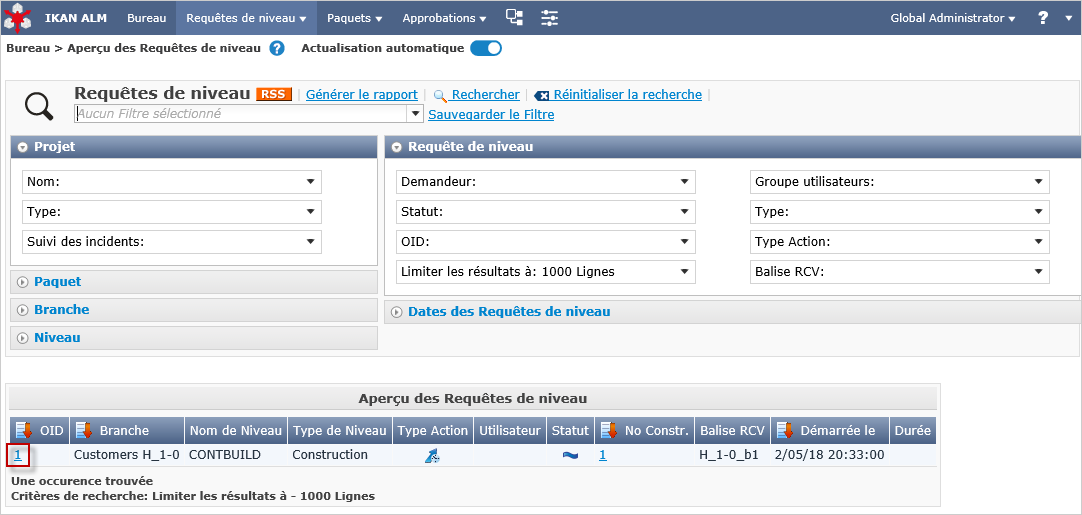 IKAN ALM Bureau Requêtes de niveau Paquets Approbations Global Administrator ?
Bureau > Aperçu des Requêtes de niveau ? Actualisation automatique
Requêtes de niveau RSS | Générer le rapport | Rechercher | Réinitialiser la recherche |
Aucun Filtre sélectionné Sauvegarder le Filtre
Projet
Nom:
Type:
Suivi des incidents:
Paquet
Branche
Niveau
Requête de niveau
Demandeur: Groupe utilisateurs:
Statut: Type:
OID: Type Action:
Limiter les résultats à: 1000 Lignes Balise RCV:
Dates des Requêtes de niveau
Aperçu des Requêtes de niveau
OID Branche Nom de Niveau Type de Niveau Type Action Utilisateur Statut No Constr. Balise RCV Démarrée le Durée
1 Customers H_1-0 CONTBUILD Construction 1 H_1-0_b1 2/05/18 20:33:00
Une occurence trouvée
Critères de recherche: Limiter les résultats à - 1000 Lignes